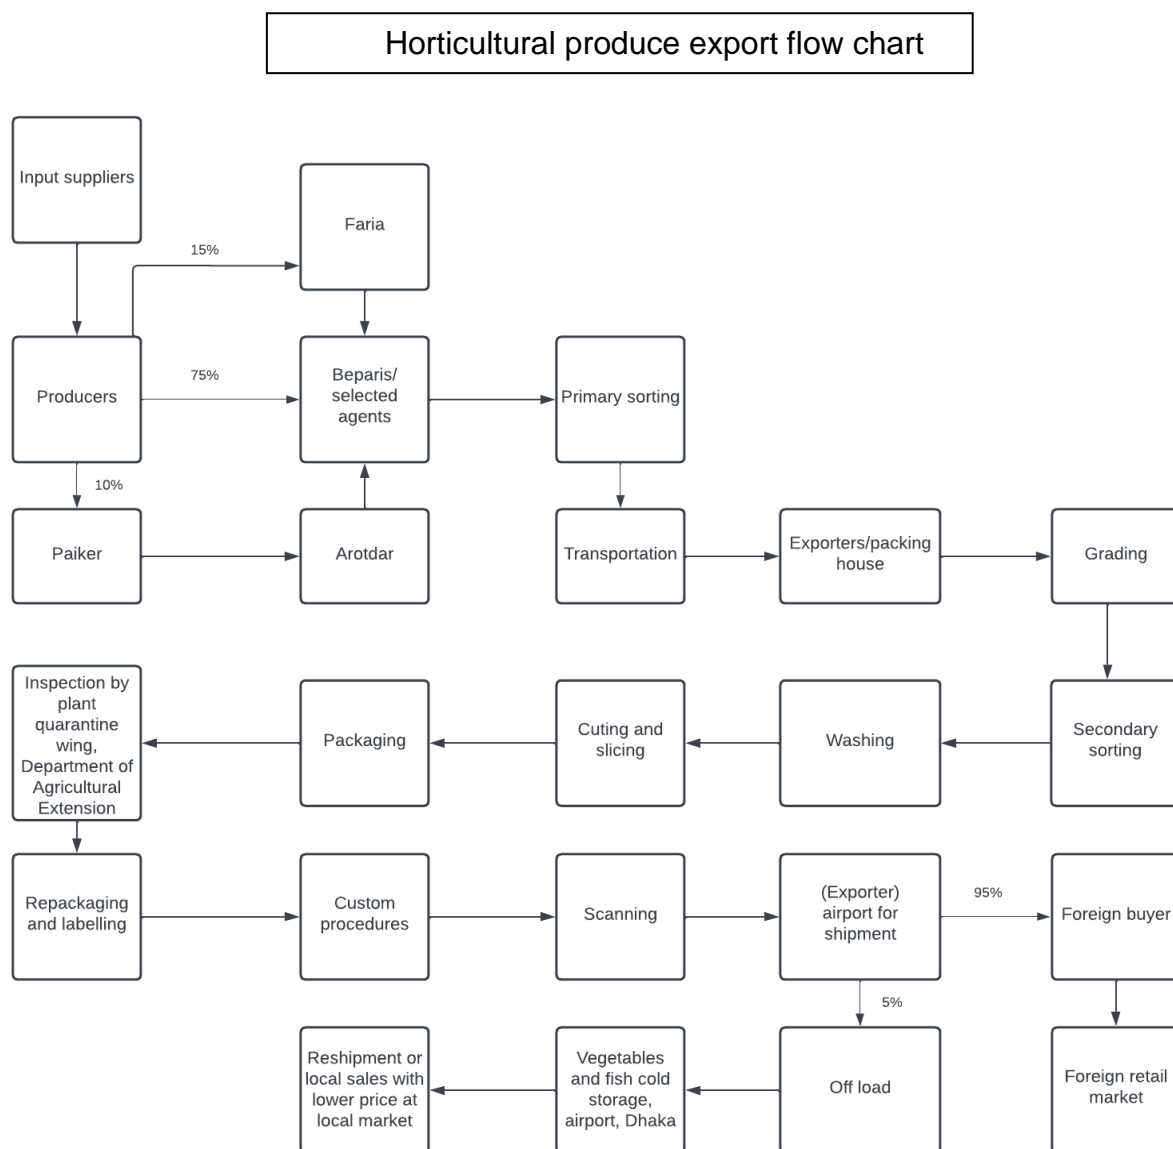 Horticultural produce export flow chart
Input suppliers
Faria
15%
Producers
75%
Beparis/
selected
agents
Primary sorting
10%
Paiker
Arotdar
Transportation
Exporters/packing
house
Grading
Inspection by
plant
quarantine
wing,
Department of
Agricultural
Extension
Packaging
Cuting and
slicing
Washing
Secondary
sorting
Repackaging
and labelling
Custom
procedures
Scanning
(Exporter)
airport for
shipment
95%
Foreign buyer
5%
Reshipment or
local sales with
lower price at
local market
Vegetables
and fish cold
storage,
airport, Dhaka
Off load
Foreign retail
market